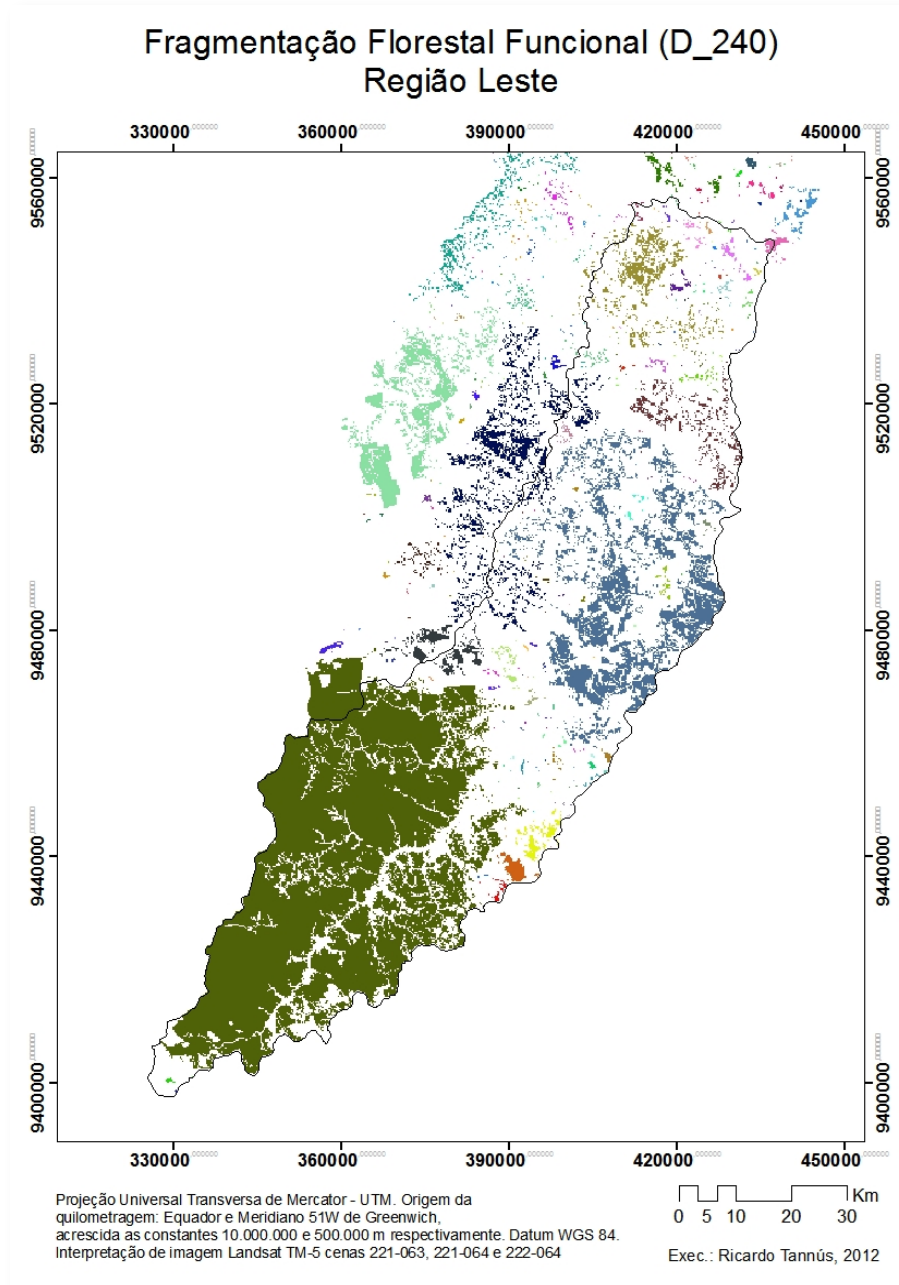 Fragmentação Florestal Funcional (D_240)
Região Leste
330000 360000 390000 420000 450000
9560000 9560000
9520000 9520000
9480000 9480000
9440000 9440000
9400000 9400000
330000 360000 390000 420000 450000
Projeção Universal Transversa de Mercator - UTM. Origem da
quilometragem: Equador e Meridiano 51W de Greenwich,
acrescida as constantes 10.000.000 e 500.000 m respectivamente. Datum WGS 84.
Interpretação de imagem Landsat TM-5 cenas 221-063, 221-064 e 222-064
Km
0 5 10 20 30
Exec.: Ricardo Tannús, 2012